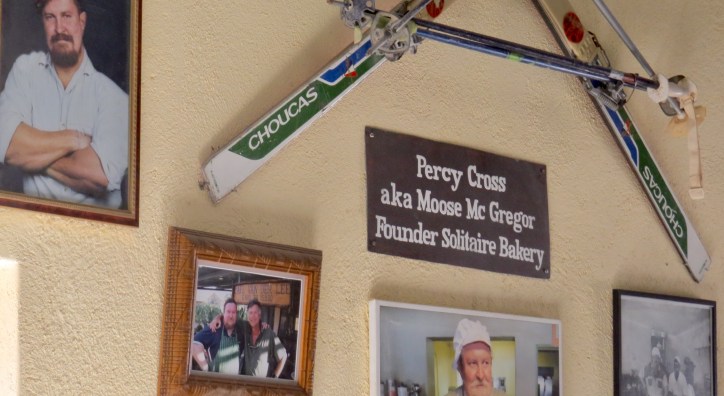 CHOUCAS
Percy Cross
aka Moose Mc Gregor
Founder Solitaire Bakery
CHOUCAS